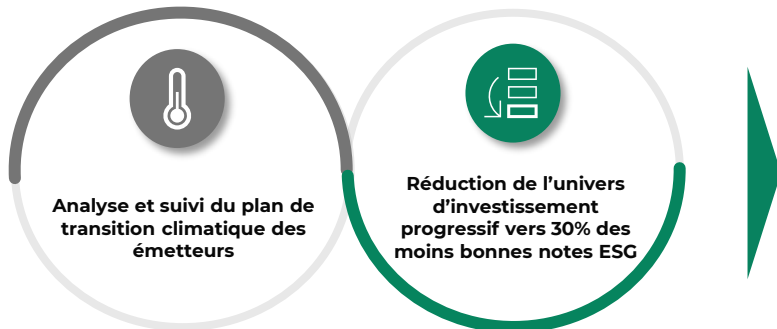 Analyse et suivi du plan de
transition climatique des
émetteurs
Réduction de l’univers
d’investissement
progressif vers 30% des
moins bonnes notes ESG